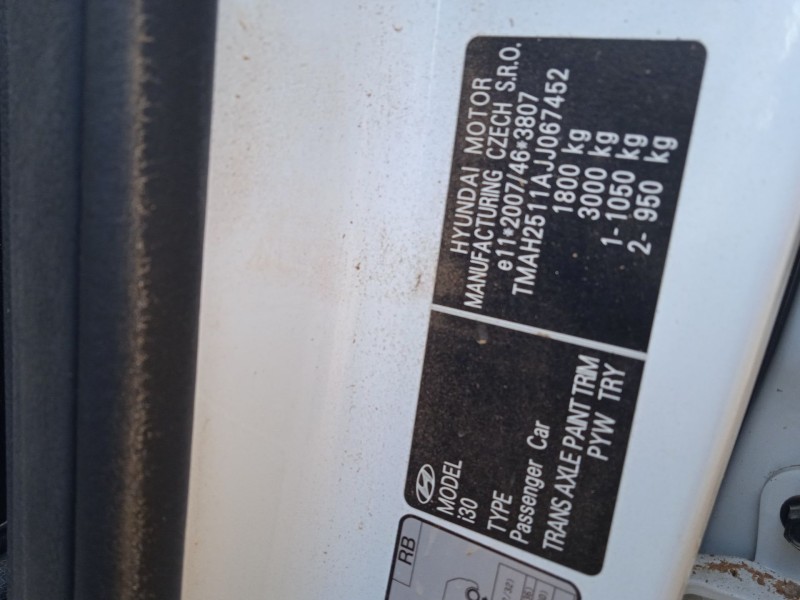 HYUNDAI MOTOR
MANUFACTURING CZECH S.R.O.
e11*2007/46*3807
TMAH2511AJJ067452
1800 kg
3000 kg
1-1050 kg
2- 950 kg
MODEL
i30
TYPE
Passenger Car
TRANS AXLE PAINT TRIM
PYW TRY
RB